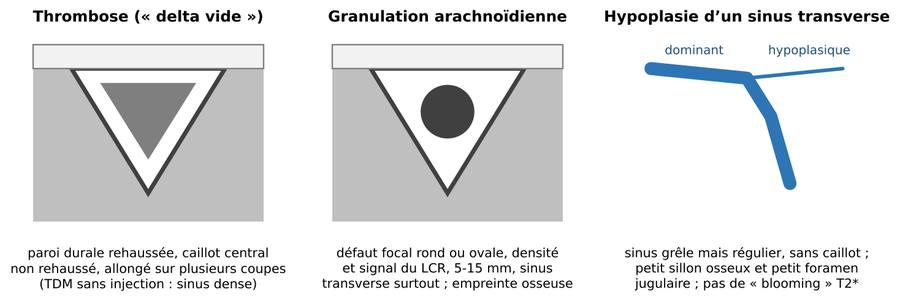 Thrombose (« delta vide »)
Granulation arachnoïdienne
Hypoplasie d’un sinus transverse
dominant
hypoplasique
paroi durale rehaussée, caillot central
non rehaussé, allongé sur plusieurs coupes
(TDM sans injection : sinus dense)
défaut focal rond ou ovale, densité
et signal du LCR, 5-15 mm, sinus
transverse surtout ; empreinte osseuse
sinus grêle mais régulier, sans caillot ;
petit sillon osseux et petit foramen
jugulaire ; pas de « blooming » T2*